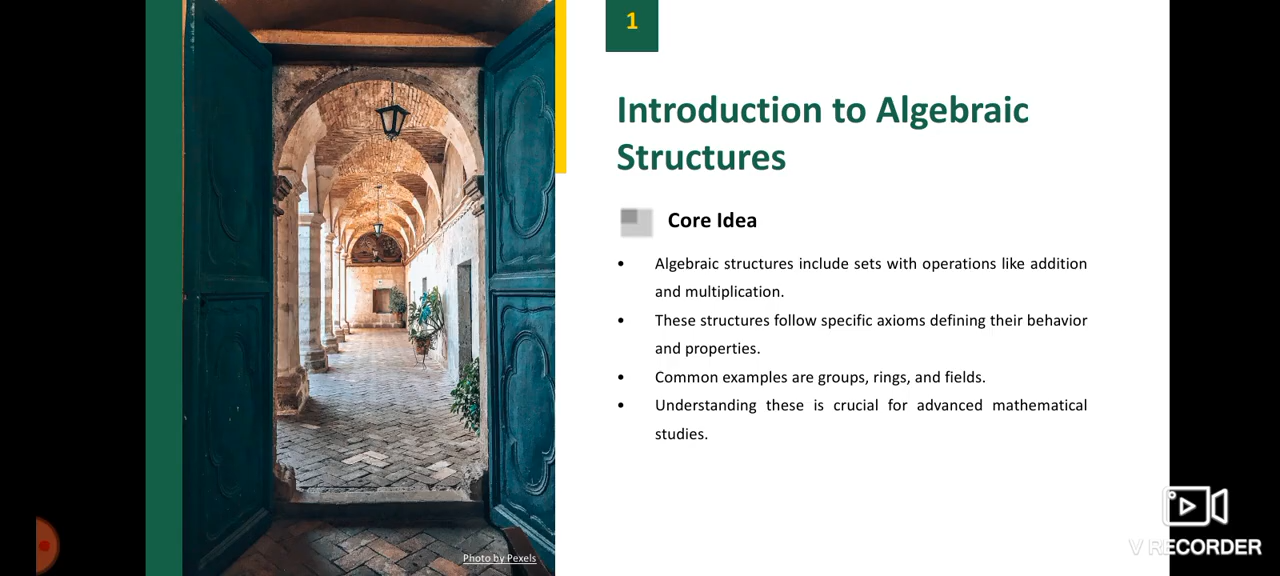 1
Introduction to Algebraic
Structures
Core Idea
• Algebraic structures include sets with operations like addition
and multiplication.
• These structures follow specific axioms defining their behavior
and properties.
• Common examples are groups, rings, and fields.
• Understanding these is crucial for advanced mathematical
studies.
Photo by Pexels
V RECORDER